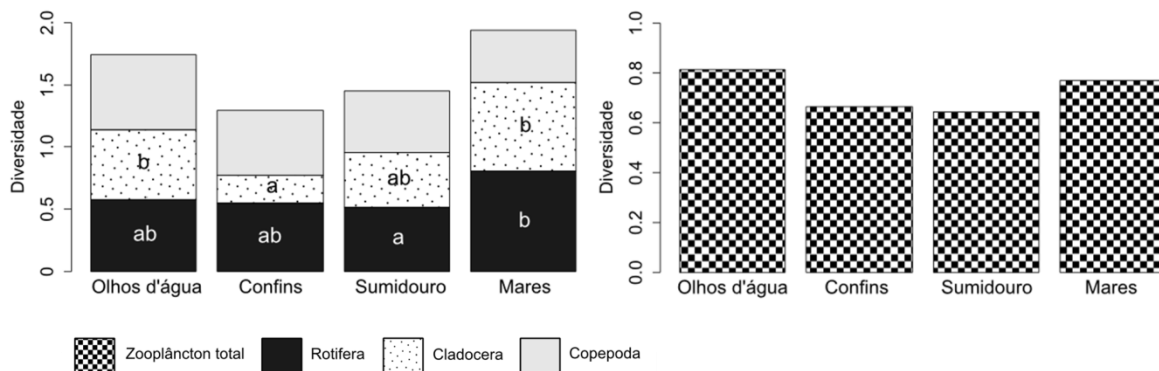 Diversidade
2.0
1.5
1.0
0.5
0
b
a
ab
b
ab
ab
a
b
Olhos d'água Confins Sumidouro Mares
Diversidade
1.0
0.8
0.6
0.4
0.2
0.0
Olhos d'água Confins Sumidouro Mares
Zooplâncton total Rotifera Cladocera Copepoda